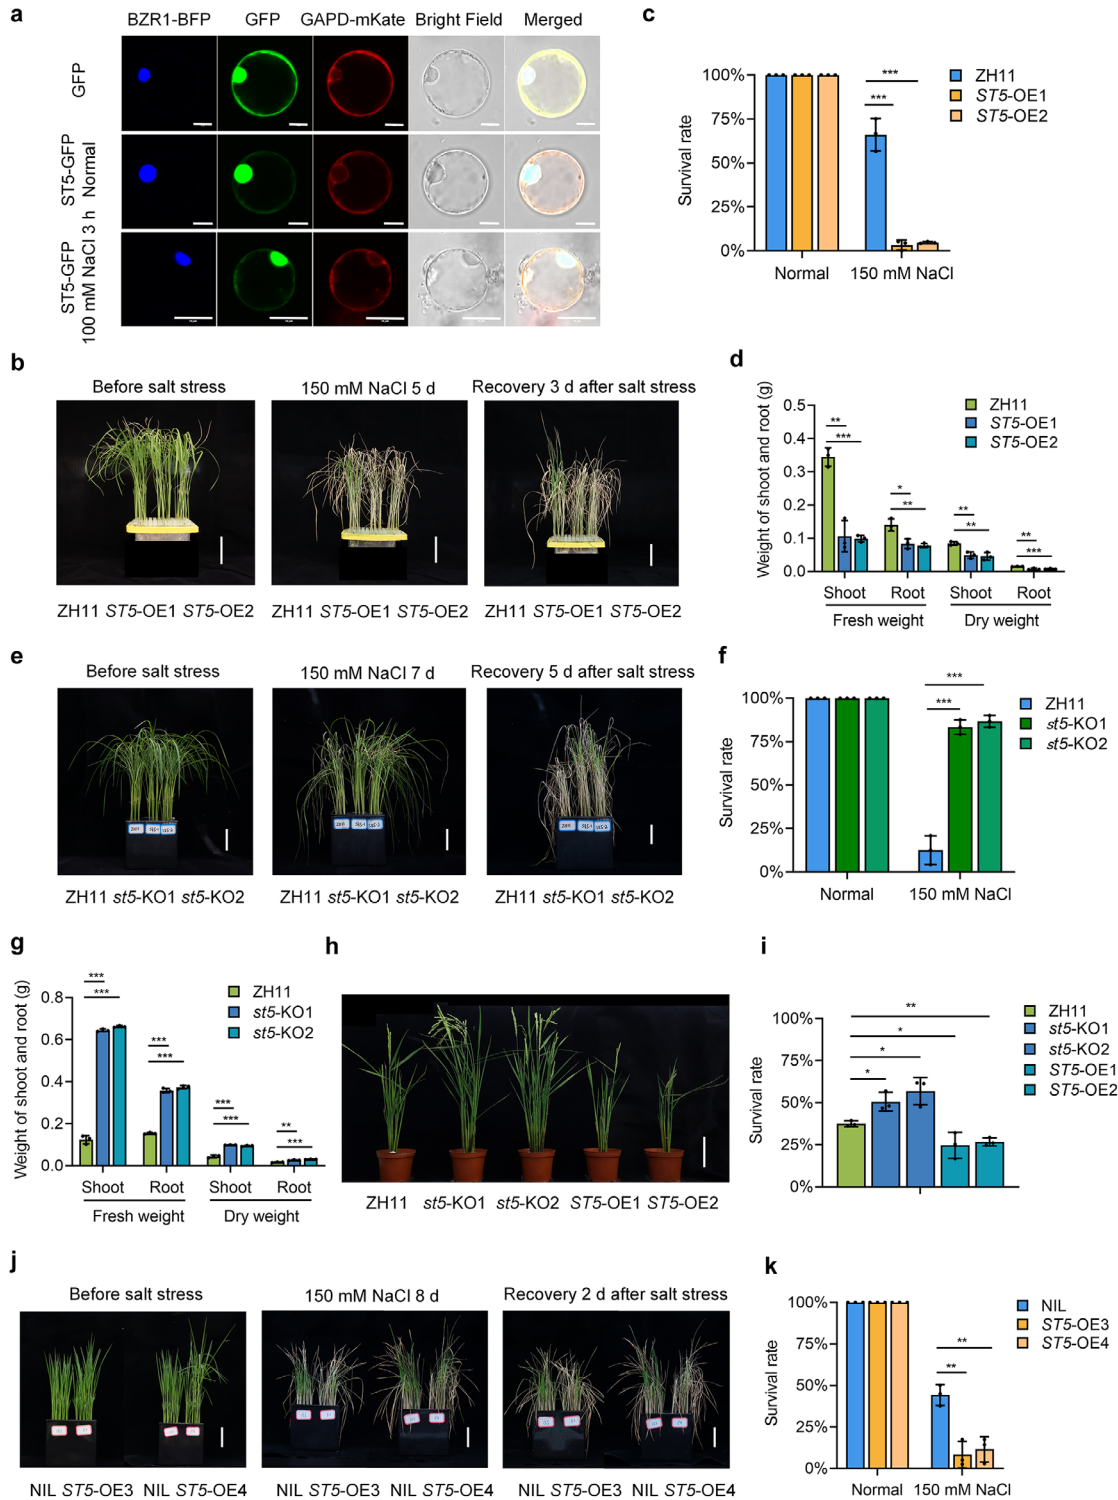 a
BZR1-BFP GFP GAPD-mKate Bright Field Merged
GFP
ST5-GFP
Normal
ST5-GFP
100 mM NaCl 3 h
b
Before salt stress 150 mM NaCl 5 d Recovery 3 d after salt stress
ZH11 ST5-OE1 ST5-OE2 ZH11 ST5-OE1 ST5-OE2 ZH11 ST5-OE1 ST5-OE2
c
Survival rate
100%
75%
50%
25%
0%
*** ***
ZH11
ST5-OE1
ST5-OE2
Normal 150 mM NaCl
d
Weight of shoot and root (g)
0.5
0.4
0.3
0.2
0.1
0.0
ZH11
ST5-OE1
ST5-OE2
** *** * ** ** ** ** ***
Shoot Root Shoot Root
Fresh weight Dry weight
e
Before salt stress 150 mM NaCl 7 d Recovery 5 d after salt stress
ZH11 st5-KO1 st5-KO2 ZH11 st5-KO1 st5-KO2 ZH11 st5-KO1 st5-KO2
f
Survival rate
100%
75%
50%
25%
0%
*** ***
ZH11
st5-KO1
st5-KO2
Normal 150 mM NaCl
g
Weight of shoot and root (g)
0.8
0.6
0.4
0.2
0.0
*** *** *** *** *** *** ** ***
ZH11
st5-KO1
st5-KO2
Shoot Root Shoot Root
Fresh weight Dry weight
h
ZH11 st5-KO1 st5-KO2 ST5-OE1 ST5-OE2
i
Survival rate
100%
75%
50%
25%
0%
**
*
*
*
ZH11
st5-KO1
st5-KO2
ST5-OE1
ST5-OE2
j
Before salt stress 150 mM NaCl 8 d Recovery 2 d after salt stress
NIL ST5-OE3 NIL ST5-OE4 NIL ST5-OE3 NIL ST5-OE4 NIL ST5-OE3 NIL ST5-OE4
k
Survival rate
100%
75%
50%
25%
0%
** **
NIL
ST5-OE3
ST5-OE4
Normal 150 mM NaCl